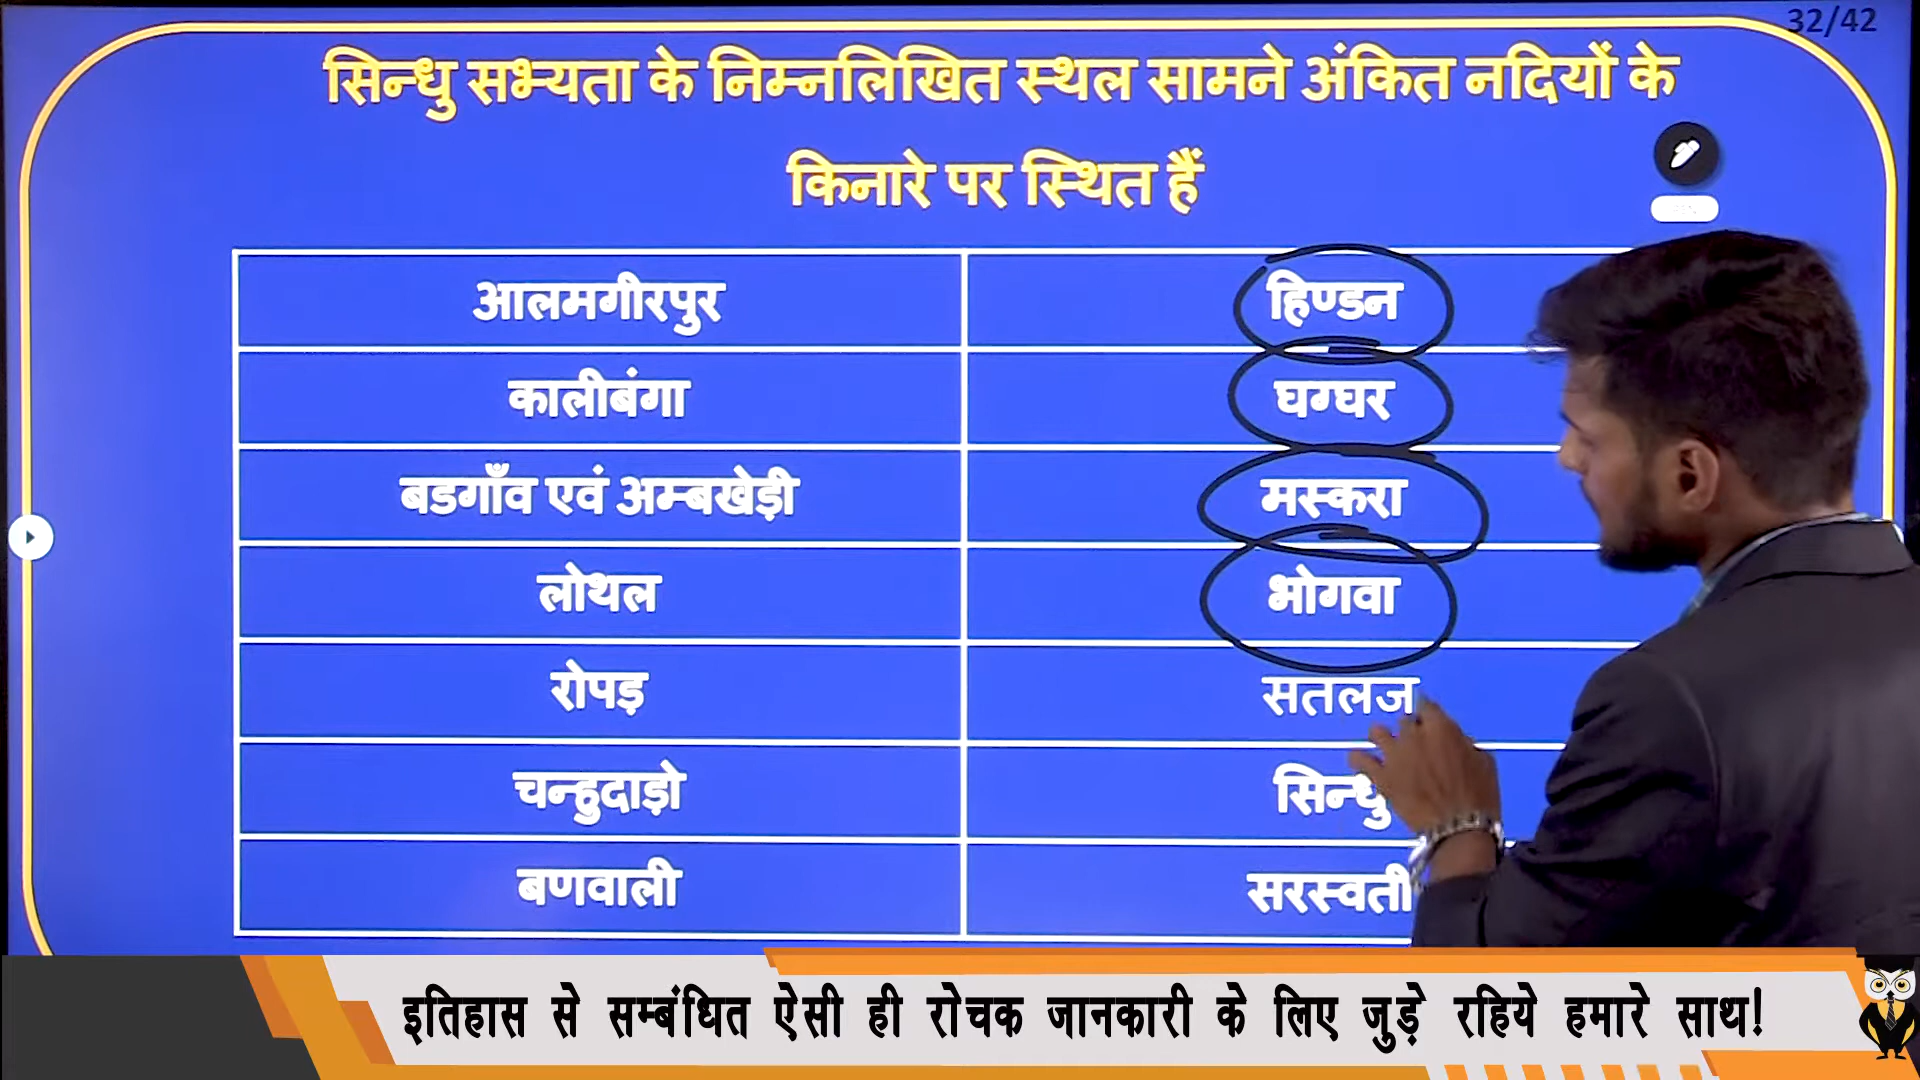 32/42
सिन्धु सभ्यता के निम्नलिखित स्थल सामने अंकित नदियों के
किनारे पर स्थित हैं
आलमगीरपुर हिण्डन
कालीबंगा घग्घर
बडगाँव एवं अम्बखेड़ी मस्करा
लोथल भोगवा
रोपड़ सतलज
चन्हुदाड़ो सिन्धु
बणवाली सरस्वती
इतिहास से सम्बंधित ऐसी ही रोचक जानकारी के लिए जुड़े रहिये हमारे साथ!